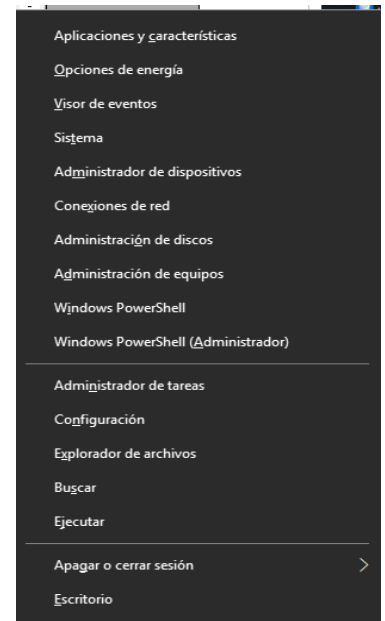 Aplicaciones y características
Opciones de energía
Visor de eventos
Sistema
Administrador de dispositivos
Conexiones de red
Administración de discos
Administración de equipos
Windows PowerShell
Windows PowerShell (Administrador)
Administrador de tareas
Configuración
Explorador de archivos
Buscar
Ejecutar
Apagar o cerrar sesión
Escritorio